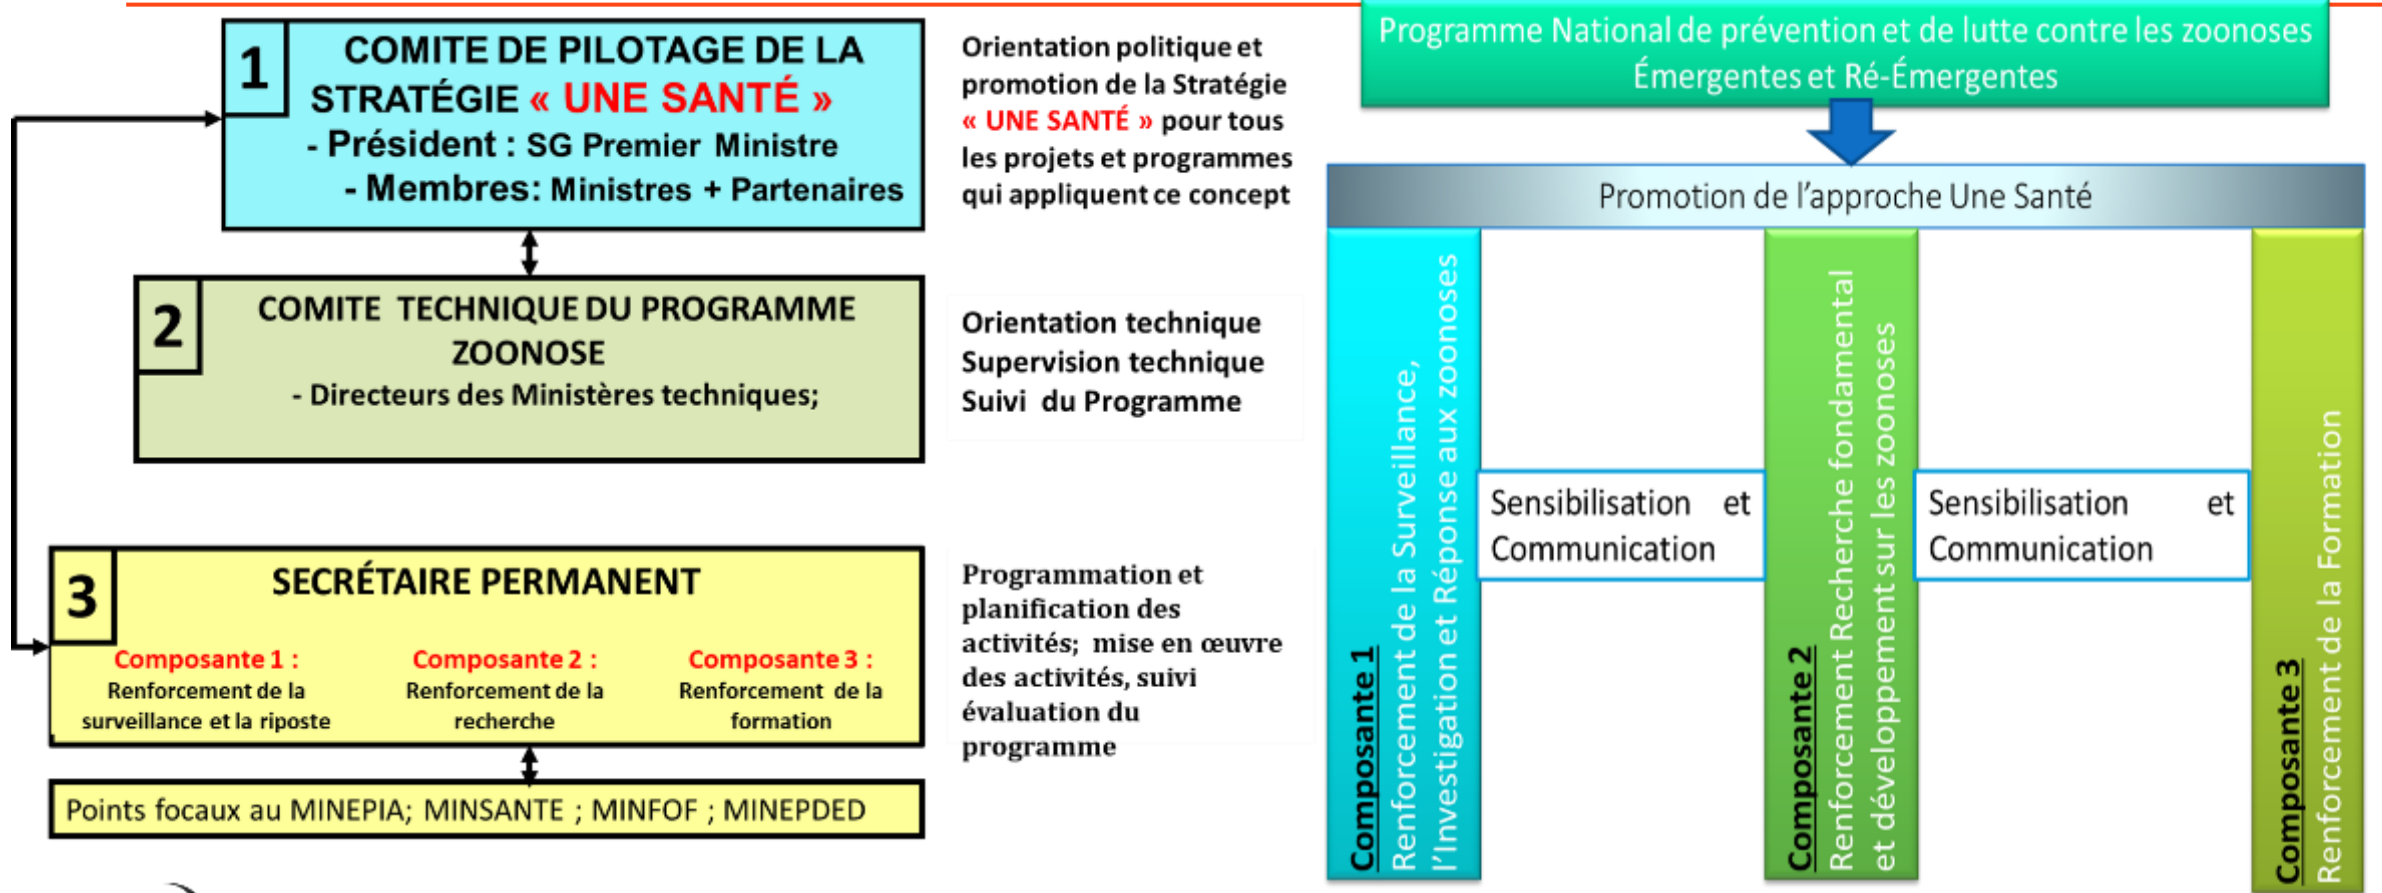 1
COMITE DE PILOTAGE DE LA
STRATÉGIE « UNE SANTÉ »
- Président : SG Premier Ministre
- Membres: Ministres + Partenaires
Orientation politique et
promotion de la Stratégie
« UNE SANTÉ » pour tous
les projets et programmes
qui appliquent ce concept
2
COMITE TECHNIQUE DU PROGRAMME
ZOONOSE
- Directeurs des Ministères techniques;
Orientation technique
Supervision technique
Suivi du Programme
3
SECRÉTAIRE PERMANENT
Composante 1 :
Renforcement de la
surveillance et la riposte
Composante 2 :
Renforcement de la
recherche
Composante 3 :
Renforcement de la
formation
Programmation et
planification des
activités; mise en œuvre
des activités, suivi
évaluation du
programme
Points focaux au MINEPIA; MINSANTE ; MINFOF ; MINEPDED
Programme National de prévention et de lutte contre les zoonoses
Émergentes et Ré-Émergentes
Promotion de l'approche Une Santé
Composante 1
Renforcement de la Surveillance,
l'Investigation et Réponse aux zoonoses
Sensibilisation et
Communication
Composante 2
Renforcement Recherche fondamental
et développement sur les zoonoses
Sensibilisation et
Communication
Composante 3
Renforcement de la Formation